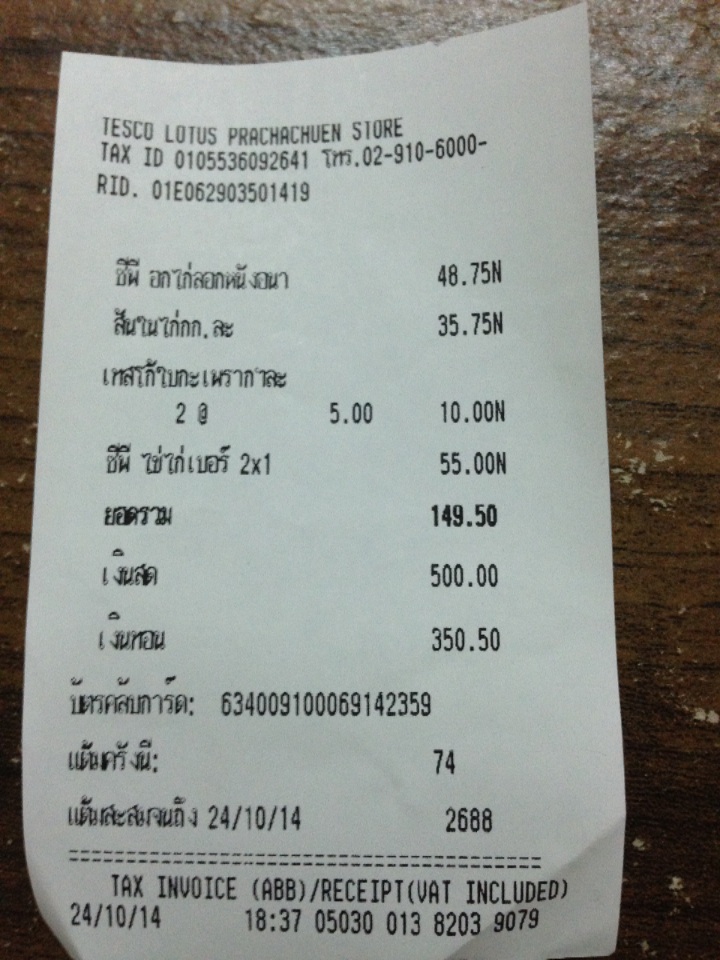 TESCO LOTUS PRACHACHUEN STORE
TAX ID 0105536092641 โทร.02-910-6000-
RID. 01E062903501419
ซีพี อกไก่ลอกหนังอนา 48.75N
สันในไก่กก.ละ 35.75N
เทสโก้ใบกะเพรากำละ
2 @ 5.00 10.00N
ซีพี ไข่ไก่เบอร์ 2x1 55.00N
ยอดรวม 149.50
เงินสด 500.00
เงินทอน 350.50
บัตรคลับการ์ด: 634009100069142359
แต้มครั้งนี้: 74
แต้มสะสมจนถึง 24/10/14 2688
TAX INVOICE (ABB)/RECEIPT(VAT INCLUDED)
24/10/14 18:37 05030 013 8203 9079